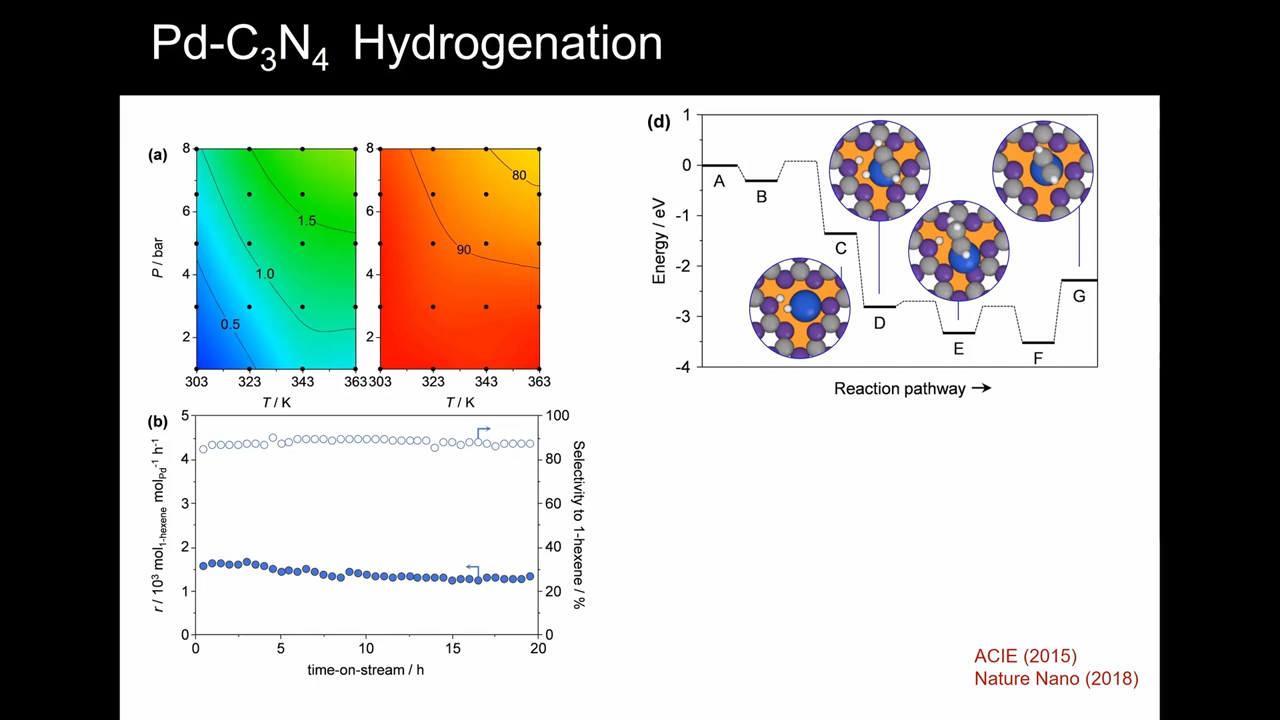 Pd-C₃N₄ Hydrogenation
(a)
8
6
4
2
P / bar
0.5
1.0
1.5
303 323 343 363
T / K
8
6
4
2
80
90
303 323 343 363
T / K
(b)
5
4
3
2
1
0
r / 10³ mol₁₋ₕₑₓₑₙₑ mol_Pd⁻¹ h⁻¹
100
80
60
40
20
0
Selectivity to 1-hexene / %
0 5 10 15 20
time-on-stream / h
(d)
1
0
-1
-2
-3
-4
Energy / eV
A
B
C
D
E
F
G
Reaction pathway →
ACIE (2015)
Nature Nano (2018)